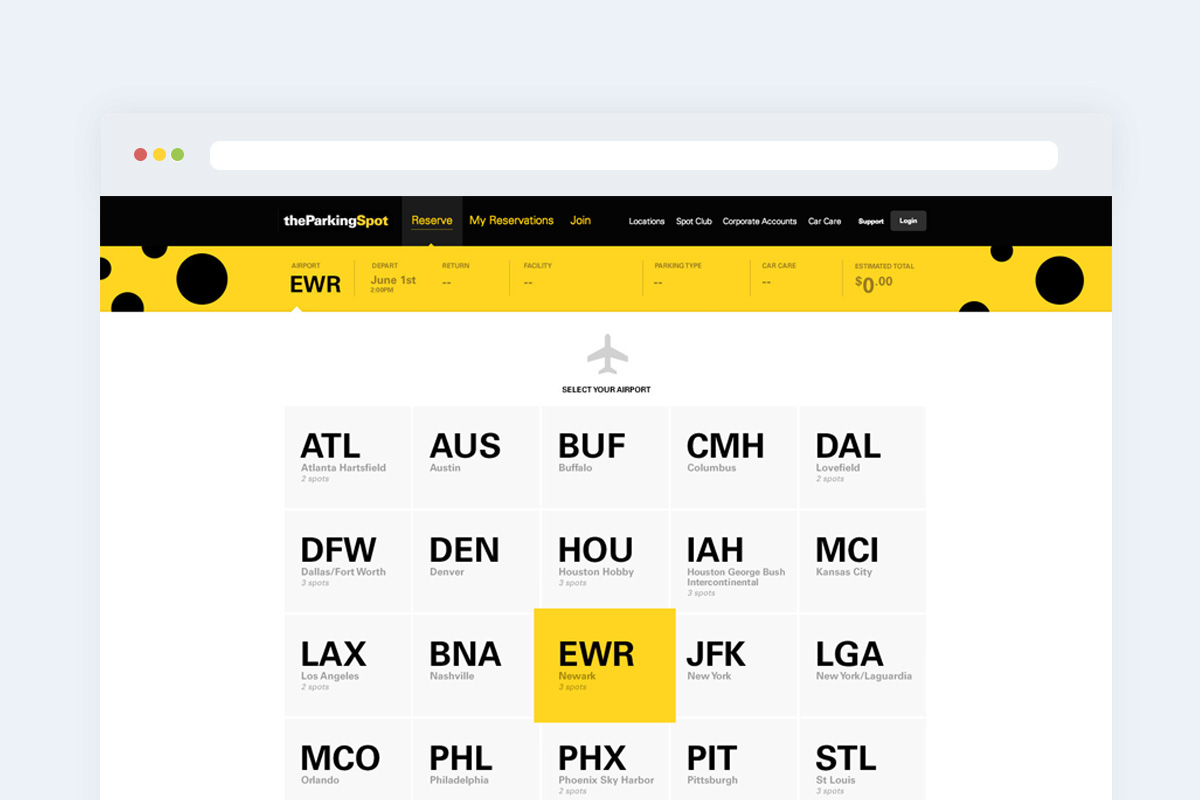 theParkingSpot Reserve My Reservations Join Locations Spot Club Corporate Accounts Car Care Support Login
AIRPORT DEPART RETURN FACILITY PARKING TYPE CAR CARE ESTIMATED TOTAL
EWR June 1st -- -- -- -- $0.00
2:00PM
SELECT YOUR AIRPORT
ATL AUS BUF CMH DAL
Atlanta Hartsfield Austin Buffalo Columbus Lovefield
2 spots 2 spots
DFW DEN HOU IAH MCI
Dallas/Fort Worth Denver Houston Hobby Houston George Bush Kansas City
3 spots 3 spots Intercontinental
3 spots
LAX BNA EWR JFK LGA
Los Angeles Nashville Newark New York New York/Laguardia
2 spots 3 spots
MCO PHL PHX PIT STL
Orlando Philadelphia Phoenix Sky Harbor Pittsburgh St Louis
2 spots 3 spots